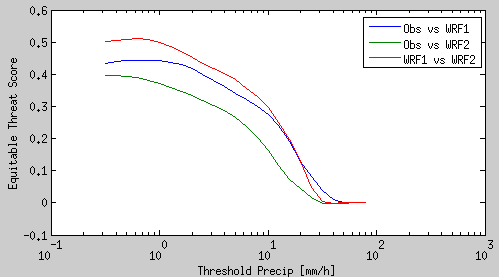 Equitable Threat Score
0.6
0.5
0.4
0.3
0.2
0.1
0
-0.1
Obs vs WRF1
Obs vs WRF2
WRF1 vs WRF2
10^-1
10^0
10^1
10^2
10^3
Threshold Precip [mm/h]